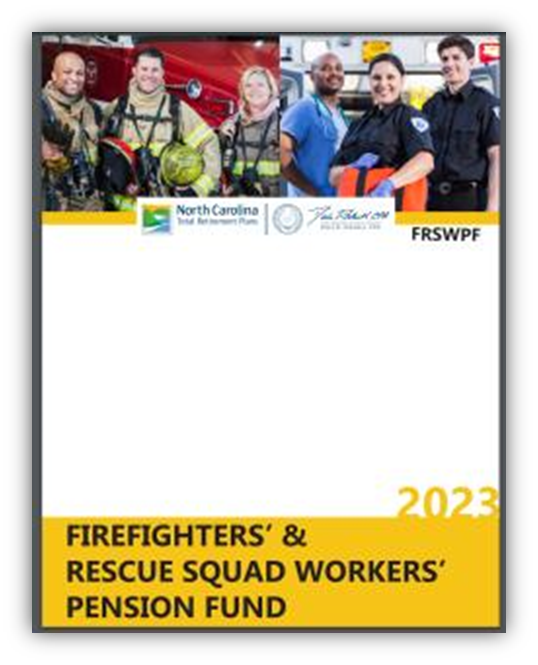 North Carolina
Total Retirement Plans
FRSWPF
2023
FIREFIGHTERS’ &
RESCUE SQUAD WORKERS’
PENSION FUND